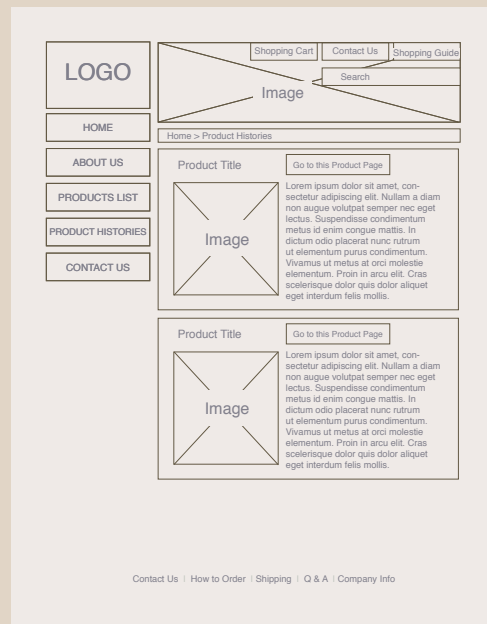 LOGO
Shopping Cart
Contact Us
Shopping Guide
Search
Image
HOME
ABOUT US
PRODUCTS LIST
PRODUCT HISTORIES
CONTACT US
Home > Product Histories
Product Title
Go to this Product Page
Image
Lorem ipsum dolor sit amet, con-
sectetur adipiscing elit. Nullam a diam
non augue volutpat semper nec eget
lectus. Suspendisse condimentum
metus id enim congue mattis. In
dictum odio placerat nunc rutrum
ut elementum purus condimentum.
Vivamus ut metus at orci molestie
elementum. Proin in arcu elit. Cras
scelerisque dolor quis dolor aliquet
eget interdum felis mollis.
Product Title
Go to this Product Page
Image
Lorem ipsum dolor sit amet, con-
sectetur adipiscing elit. Nullam a diam
non augue volutpat semper nec eget
lectus. Suspendisse condimentum
metus id enim congue mattis. In
dictum odio placerat nunc rutrum
ut elementum purus condimentum.
Vivamus ut metus at orci molestie
elementum. Proin in arcu elit. Cras
scelerisque dolor quis dolor aliquet
eget interdum felis mollis.
Contact Us | How to Order | Shipping | Q & A | Company Info